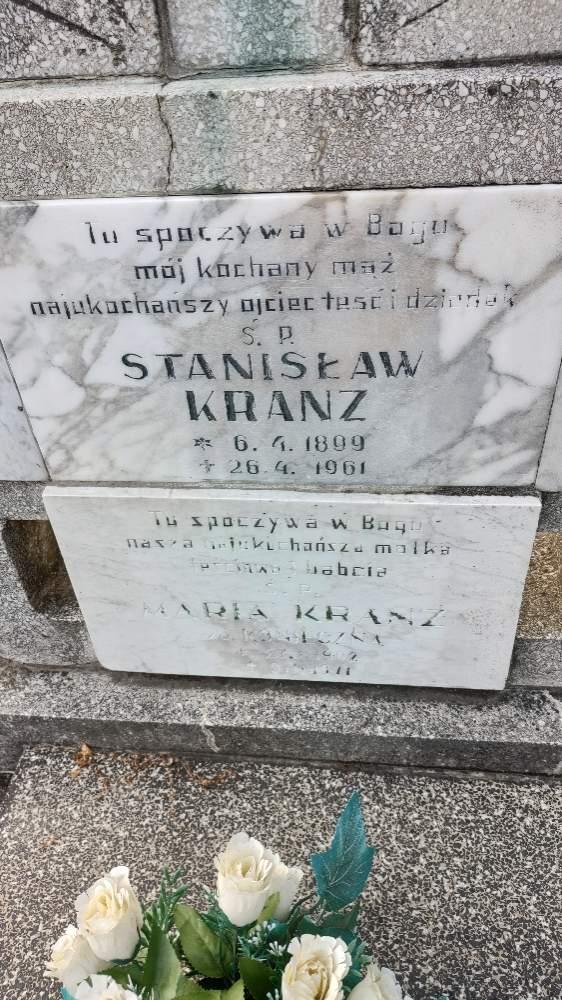 Tu spoczywa w Bogu
mój kochany mąż
najukochańszy ojciec teść i dziadek
Ś. P.
STANISŁAW
KRANZ
* 6. 4. 1899
+ 26. 4. 1961
Tu spoczywa w Bogu
nasza najukochańsza matka
i babcia
Ś. P.
MARIA KRANZ